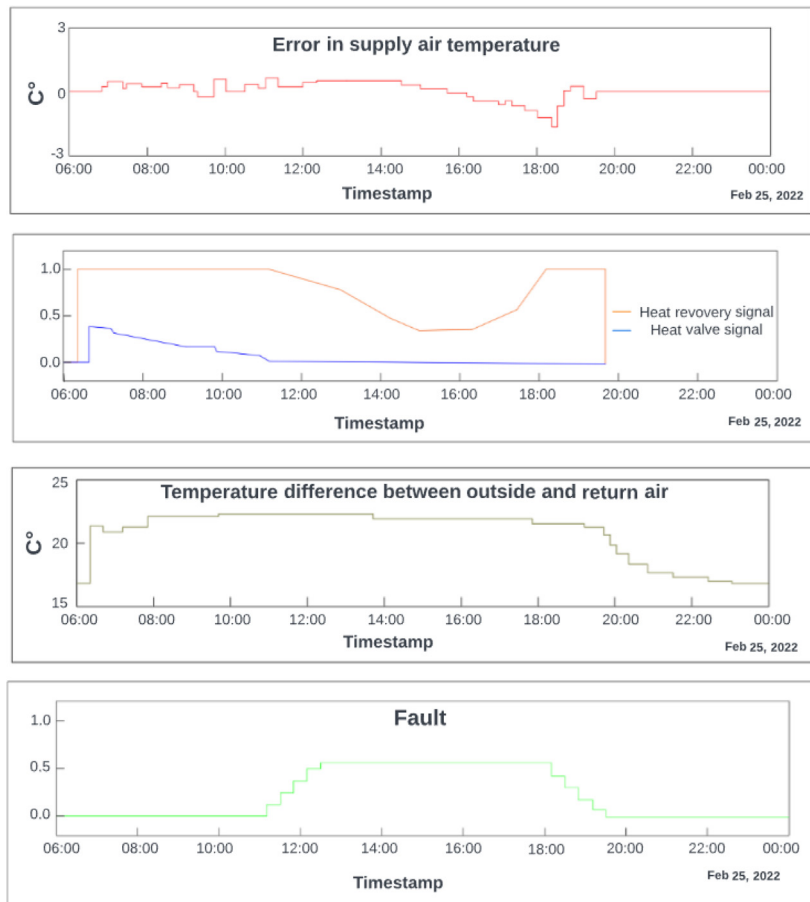 Error in supply air temperature
3
0
-3
C°
06:00 08:00 10:00 12:00 14:00 16:00 18:00 20:00 22:00 00:00
Timestamp
Feb 25, 2022
1.0
0.5
0.0
Heat revovery signal
Heat valve signal
06:00 08:00 10:00 12:00 14:00 16:00 18:00 20:00 22:00 00:00
Timestamp
Feb 25, 2022
Temperature difference between outside and return air
25
20
15
C°
06:00 08:00 10:00 12:00 14:00 16:00 18:00 20:00 22:00 00:00
Timestamp
Feb 25, 2022
Fault
1.0
0.5
0.0
06:00 08:00 10:00 12:00 14:00 16:00 18:00 20:00 22:00 00:00
Timestamp
Feb 25, 2022